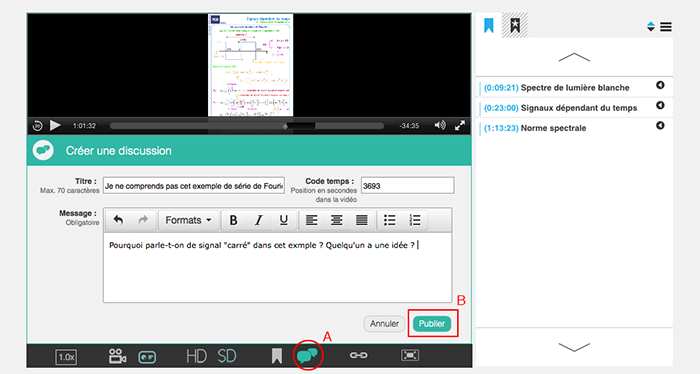 1:01:32
-34:35
Créer une discussion
Titre :
Max. 70 caractères
Je ne comprends pas cet exemple de série de Fouri
Code temps :
Position en secondes
dans la vidéo
3693
Message :
Obligatoire
Formats
B I U
Pourquoi parle-t-on de signal "carré" dans cet exmple ? Quelqu'un a une idée ?
Annuler
Publier
B
A
1.0x
HD SD
(0:09:21) Spectre de lumière blanche
(0:23:00) Signaux dépendant du temps
(1:13:23) Norme spectrale